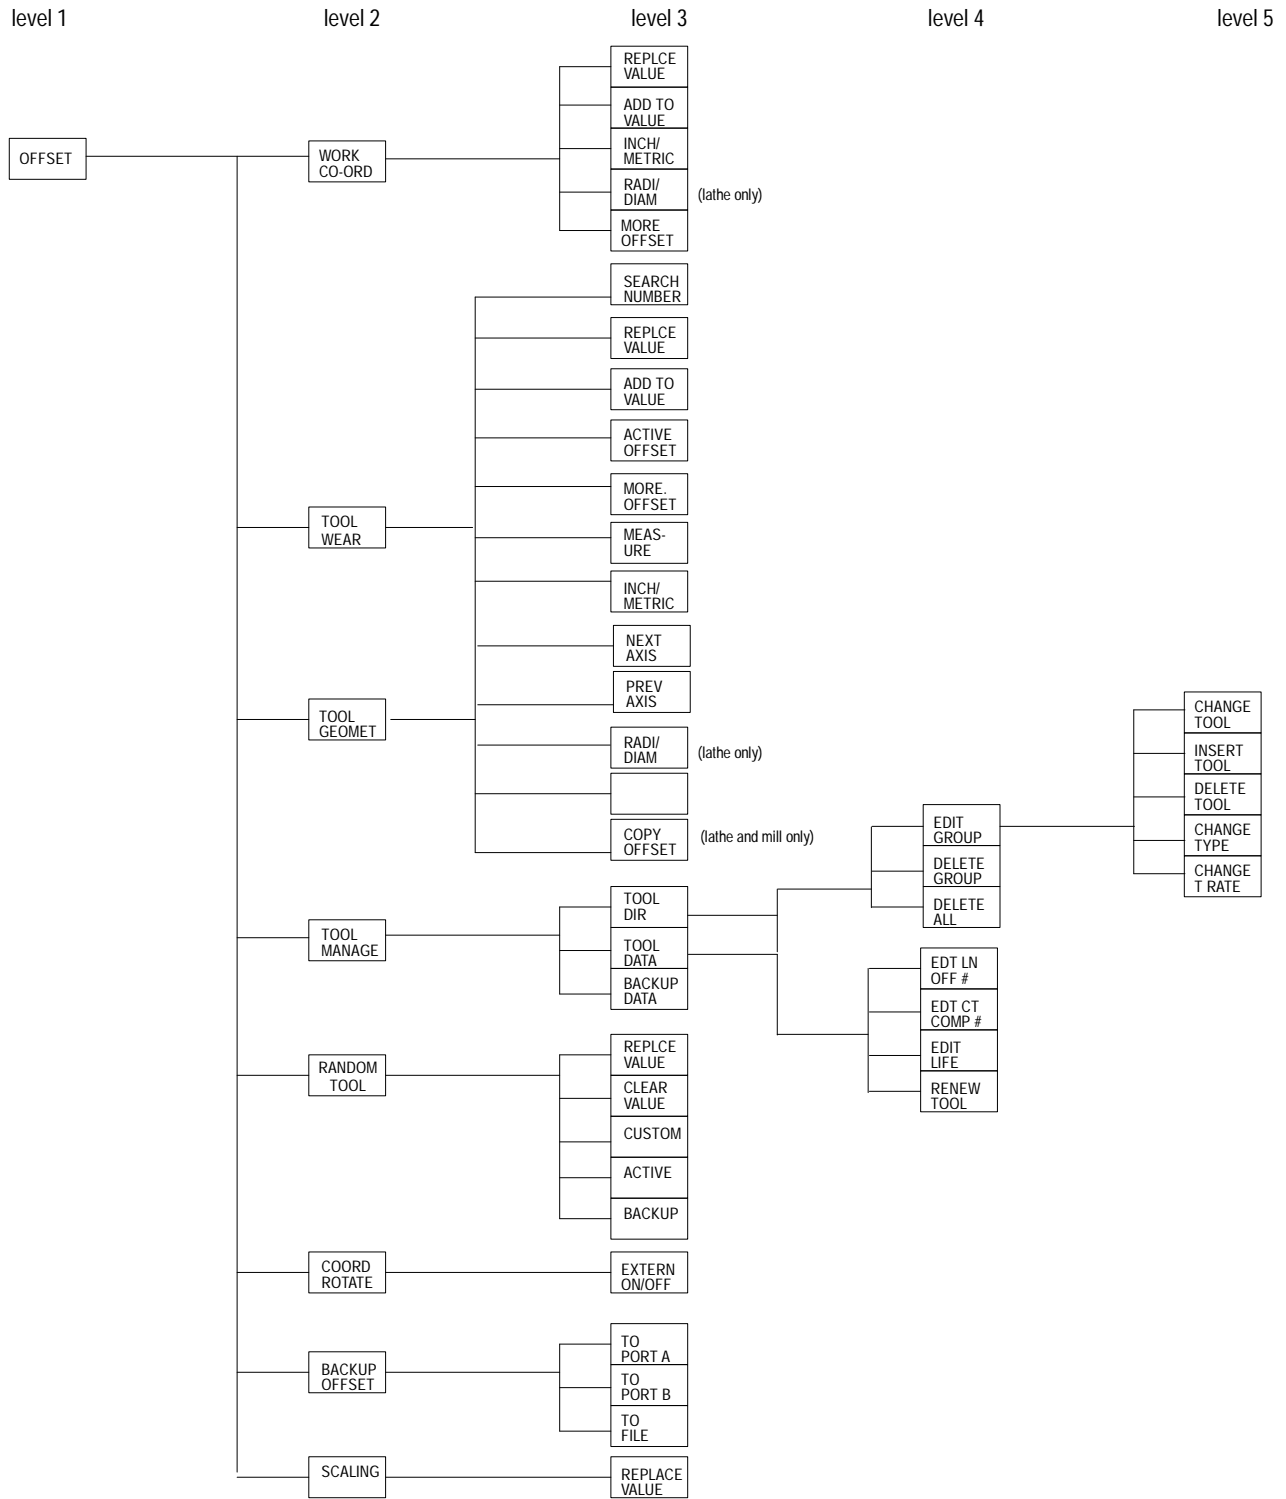 level 1
level 2
level 3
level 4
level 5
OFFSET
WORK
CO-ORD
REPLCE
VALUE
ADD TO
VALUE
INCH/
METRIC
RADI/
DIAM
(lathe only)
MORE
OFFSET
TOOL
WEAR
TOOL
GEOMET
SEARCH
NUMBER
REPLCE
VALUE
ADD TO
VALUE
ACTIVE
OFFSET
MORE.
OFFSET
MEAS-
URE
INCH/
METRIC
NEXT
AXIS
PREV
AXIS
RADI/
DIAM
(lathe only)
COPY
OFFSET
(lathe and mill only)
TOOL
MANAGE
TOOL
DIR
TOOL
DATA
BACKUP
DATA
EDIT
GROUP
DELETE
GROUP
DELETE
ALL
CHANGE
TOOL
INSERT
TOOL
DELETE
TOOL
CHANGE
TYPE
CHANGE
T RATE
EDT LN
OFF #
EDT CT
COMP #
EDIT
LIFE
RENEW
TOOL
RANDOM
TOOL
REPLCE
VALUE
CLEAR
VALUE
CUSTOM
ACTIVE
BACKUP
COORD
ROTATE
EXTERN
ON/OFF
BACKUP
OFFSET
TO
PORT A
TO
PORT B
TO
FILE
SCALING
REPLACE
VALUE